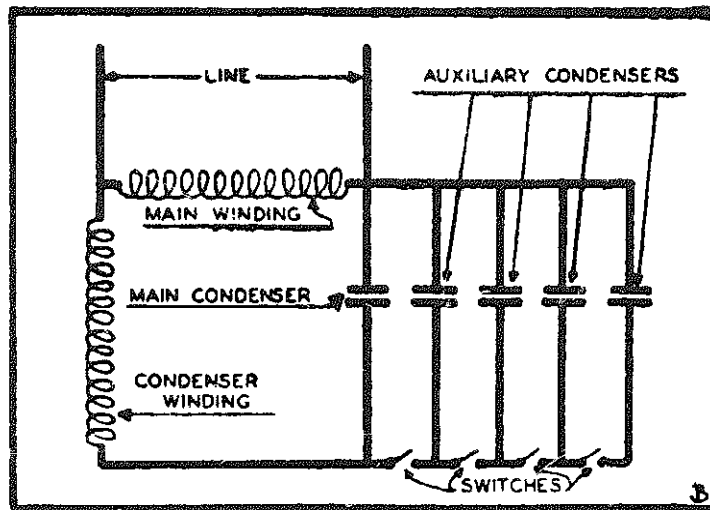 LINE
AUXILIARY CONDENSERS
MAIN WINDING
MAIN CONDENSER
CONDENSER
WINDING
SWITCHES